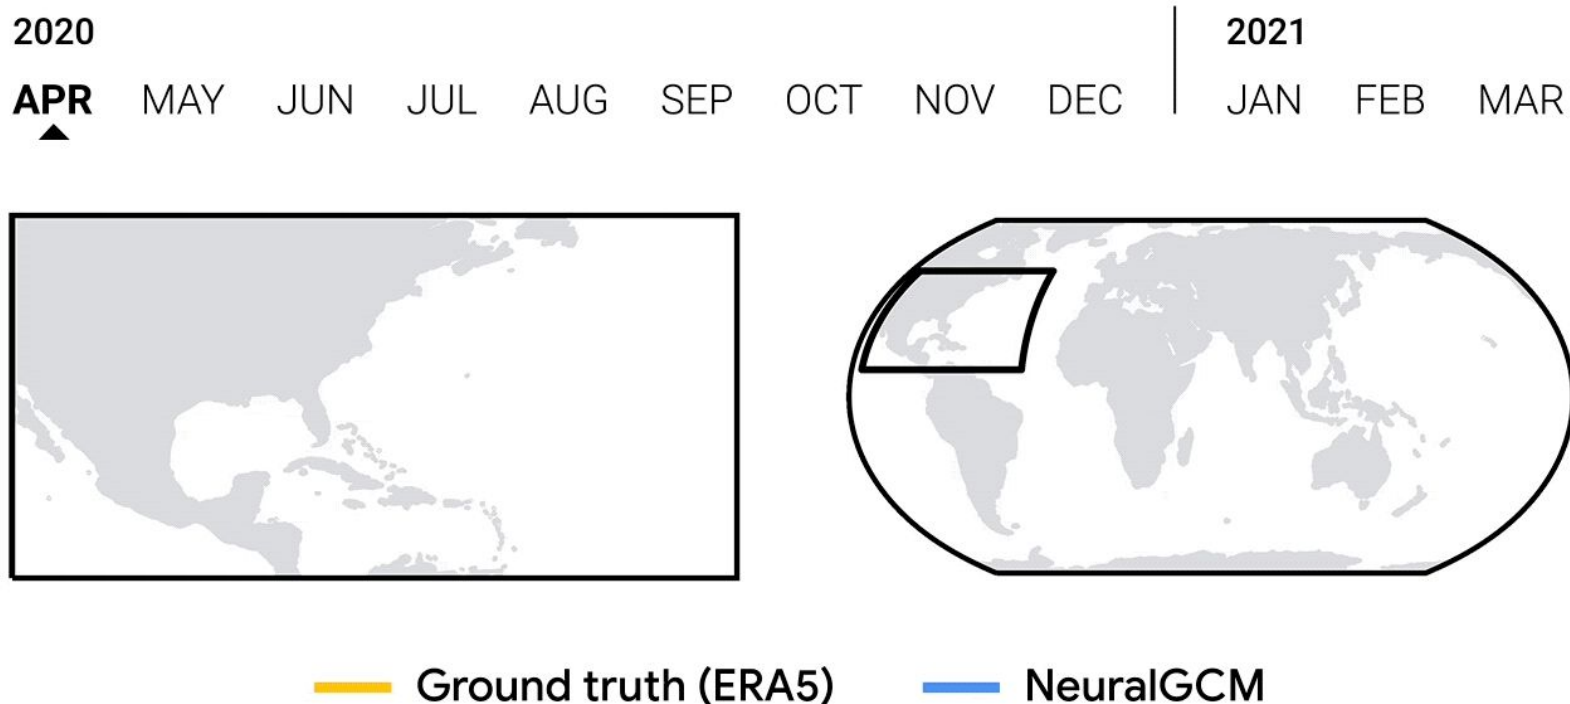 2020 2021
APR MAY JUN JUL AUG SEP OCT NOV DEC JAN FEB MAR
Ground truth (ERA5) NeuralGCM